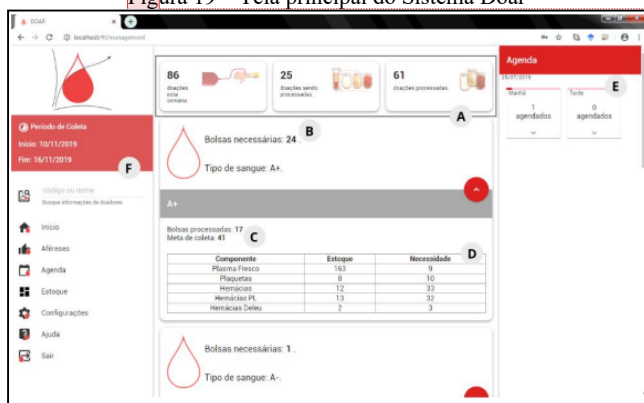 Figura 19 – Tela principal do Sistema Doar
DOAR
localhost/#!/management
Período de Coleta
Início: 10/11/2019
Fim: 16/11/2019
F
código ou nome
Busque informações de doadores.
Início
Aféreses
Agenda
Estoque
Configurações
Ajuda
Sair
86
doações
esta
semana.
25
doações sendo
processadas.
61
doações processadas.
A
Bolsas necessárias: 24 .
B
Tipo de sangue: A+.
A+
Bolsas processadas: 17
Meta de coleta: 41
C
D
Componente Estoque Necessidade
Plasma Fresco 163 9
Plaquetas 8 10
Hemácias 12 33
Hemácias PL 13 32
Hemácias Deleu 2 3
Bolsas necessárias: 1 .
Tipo de sangue: A-.
Agenda
25/07/2019
E
Manhã
1
agendados
Tarde
0
agendados